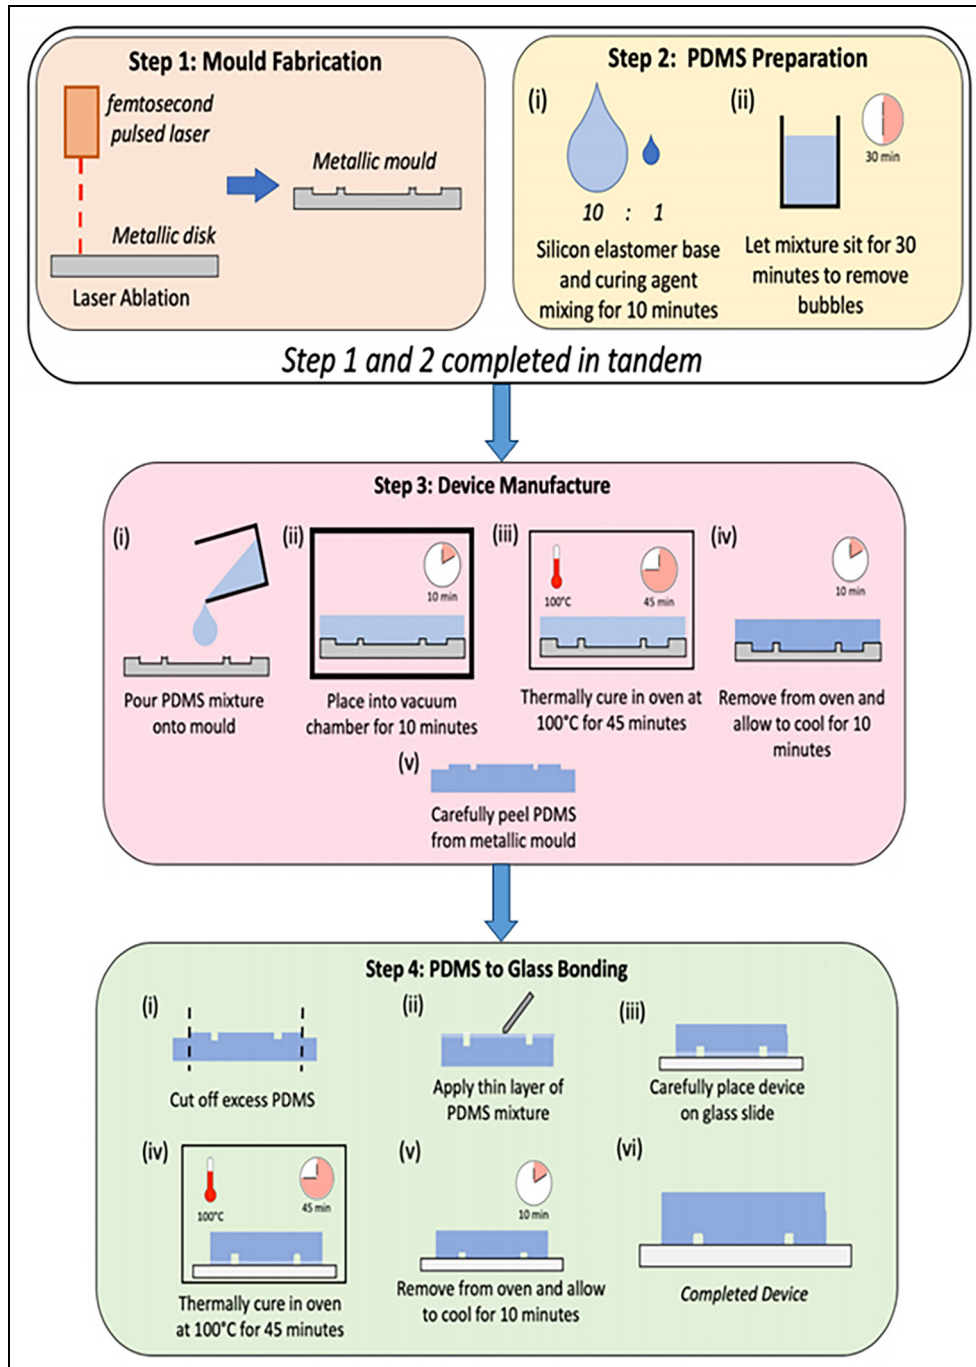 Step 1: Mould Fabrication
femtosecond
pulsed laser
Metallic mould
Metallic disk
Laser Ablation
Step 2: PDMS Preparation
(i)
10 : 1
Silicon elastomer base
and curing agent
mixing for 10 minutes
(ii)
30 min
Let mixture sit for 30
minutes to remove
bubbles
Step 1 and 2 completed in tandem
Step 3: Device Manufacture
(i)
Pour PDMS mixture
onto mould
(ii)
10 min
Place into vacuum
chamber for 10 minutes
(iii)
100°C
45 min
Thermally cure in oven at
100°C for 45 minutes
(iv)
10 min
Remove from oven and
allow to cool for 10
minutes
(v)
Carefully peel PDMS
from metallic mould
Step 4: PDMS to Glass Bonding
(i)
Cut off excess PDMS
(ii)
Apply thin layer of
PDMS mixture
(iii)
Carefully place device
on glass slide
(iv)
100°C
45 min
Thermally cure in oven
at 100°C for 45 minutes
(v)
10 min
Remove from oven and allow
to cool for 10 minutes
(vi)
Completed Device